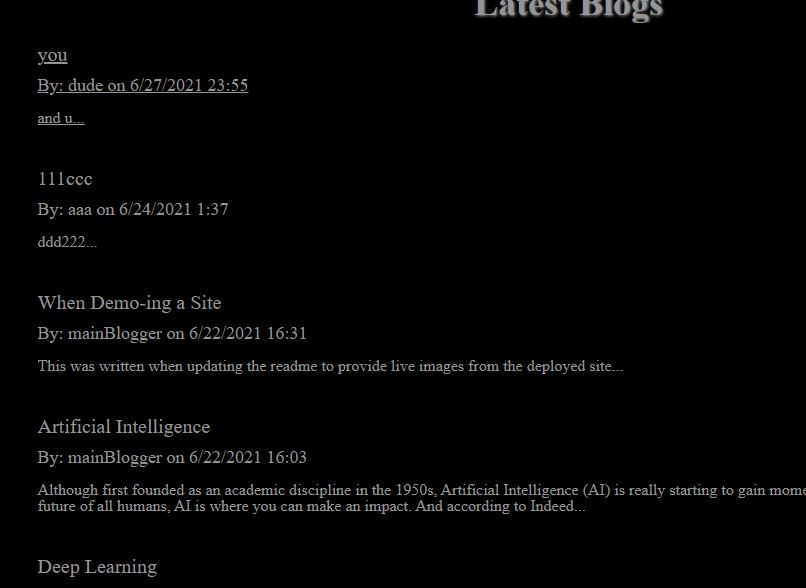 Latest Blogs
you
By: dude on 6/27/2021 23:55
and u...
111ccc
By: aaa on 6/24/2021 1:37
ddd222...
When Demo-ing a Site
By: mainBlogger on 6/22/2021 16:31
This was written when updating the readme to provide live images from the deployed site...
Artificial Intelligence
By: mainBlogger on 6/22/2021 16:03
Although first founded as an academic discipline in the 1950s, Artificial Intelligence (AI) is really starting to gain
future of all humans, AI is where you can make an impact. And according to Indeed...
Deep Learning